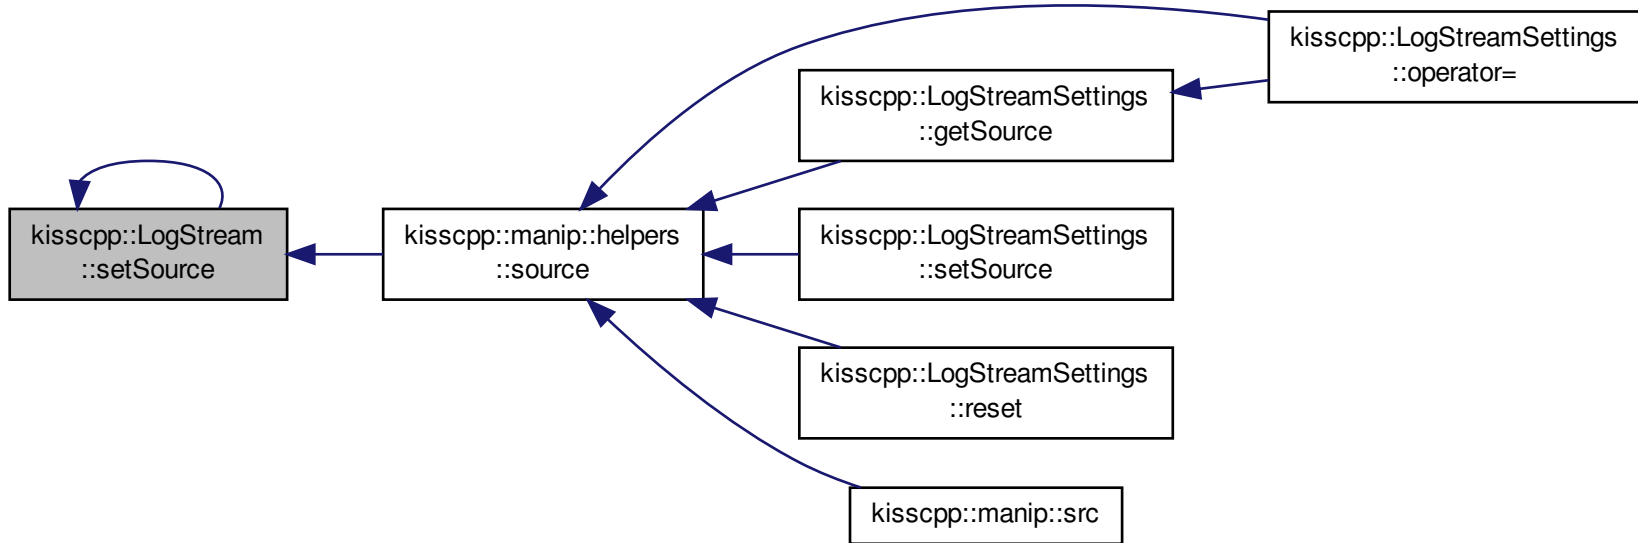 kisscpp::LogStream
::setSource
kisscpp::manip::helpers
::source
kisscpp::LogStreamSettings
::operator=
kisscpp::LogStreamSettings
::getSource
kisscpp::LogStreamSettings
::setSource
kisscpp::LogStreamSettings
::reset
kisscpp::manip::src